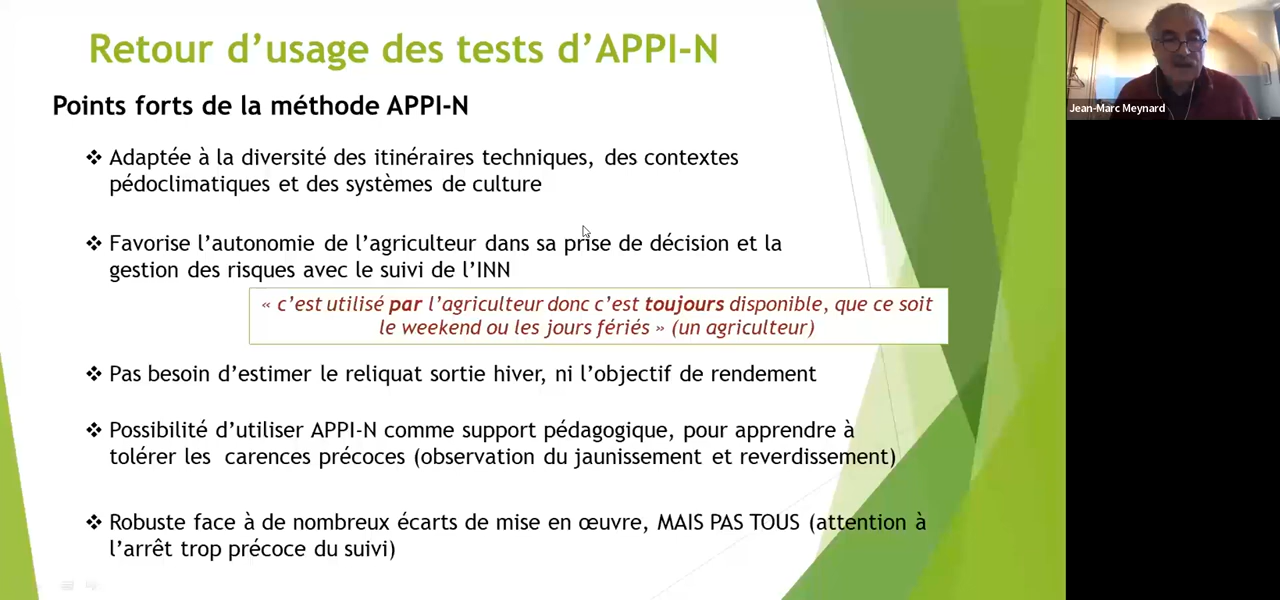 Retour d’usage des tests d’APPI-N
Points forts de la méthode APPI-N
❖ Adaptée à la diversité des itinéraires techniques, des contextes
pédoclimatiques et des systèmes de culture
❖ Favorise l’autonomie de l’agriculteur dans sa prise de décision et la
gestion des risques avec le suivi de l’INN
« c’est utilisé par l’agriculteur donc c’est toujours disponible, que ce soit
le weekend ou les jours fériés » (un agriculteur)
❖ Pas besoin d’estimer le reliquat sortie hiver, ni l’objectif de rendement
❖ Possibilité d’utiliser APPI-N comme support pédagogique, pour apprendre à
tolérer les carences précoces (observation du jaunissement et reverdissement)
❖ Robuste face à de nombreux écarts de mise en œuvre, MAIS PAS TOUS (attention à
l’arrêt trop précoce du suivi)
Jean-Marc Meynard